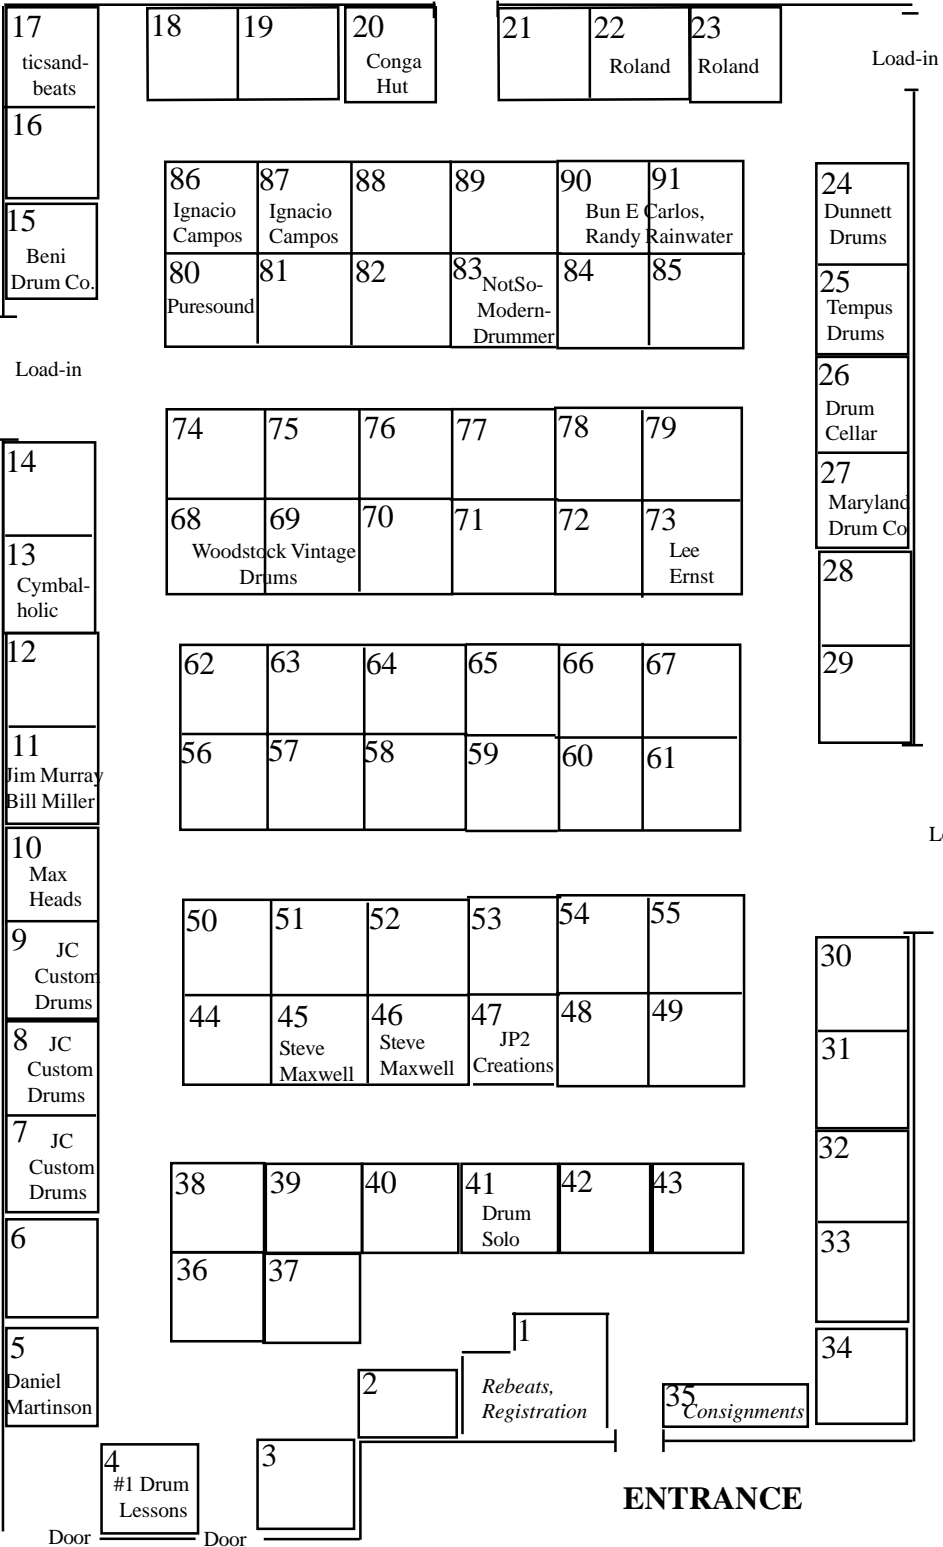 17
ticsand-
beats
18
19
20
Conga
Hut
21
22
Roland
23
Roland
Load-in
16
15
Beni
Drum Co.
86
Ignacio
Campos
87
Ignacio
Campos
88
89
90
91
Bun E Carlos,
Randy Rainwater
24
Dunnett
Drums
80
Puresound
81
82
83
NotSo-
Modern-
Drummer
84
85
25
Tempus
Drums
Load-in
26
Drum
Cellar
74
75
76
77
78
79
14
27
Maryland
Drum Co
68
69
Woodstock Vintage
Drums
70
71
72
73
Lee
Ernst
13
Cymbal-
holic
28
12
62
63
64
65
66
67
29
11
Jim Murray
Bill Miller
56
57
58
59
60
61
10
Max
Heads
50
51
52
53
54
55
9
JC
Custom
Drums
30
44
45
Steve
Maxwell
46
Steve
Maxwell
47
JP2
Creations
48
49
8
JC
Custom
Drums
31
7
JC
Custom
Drums
32
38
39
40
41
Drum
Solo
42
43
6
33
36
37
5
Daniel
Martinson
1
Rebeats,
Registration
34
2
35
Consignments
4
#1 Drum
Lessons
3
ENTRANCE
Door
Door